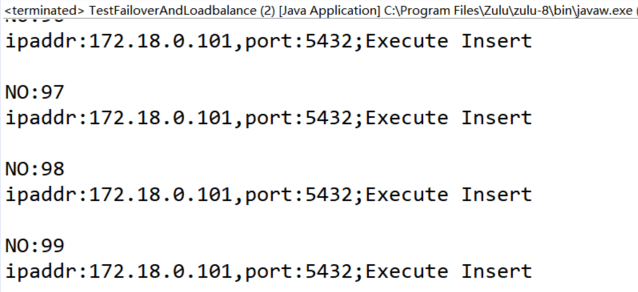 <terminated> TestFailoverAndLoadbalance (2) [Java Application] C:\Program Files\Zulu\zulu-8\bin\javaw.exe (
ipaddr:172.18.0.101,port:5432;Execute Insert
NO:97
ipaddr:172.18.0.101,port:5432;Execute Insert
NO:98
ipaddr:172.18.0.101,port:5432;Execute Insert
NO:99
ipaddr:172.18.0.101,port:5432;Execute Insert